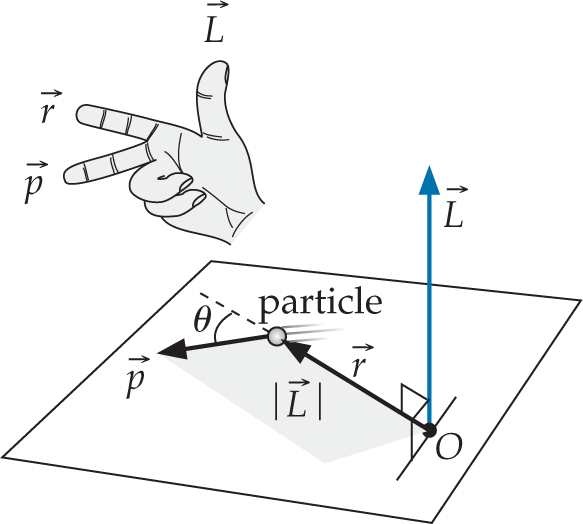 L⃗
r⃗
p⃗
L⃗
particle
θ
r⃗
p⃗
|L⃗|
O